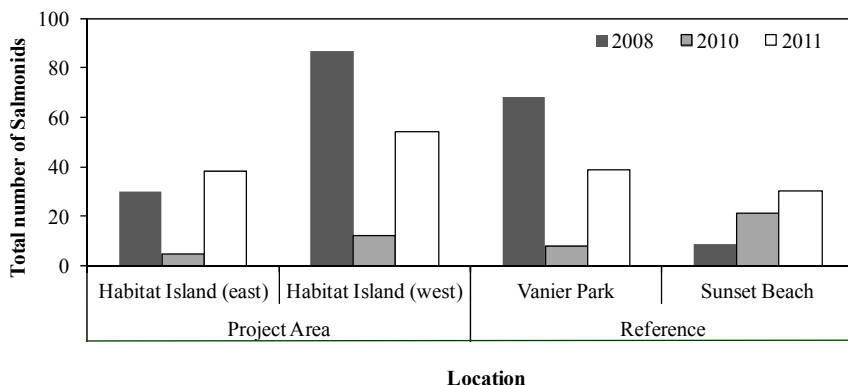 Total number of Salmonids
100
80
60
40
20
0
2008 2010 2011
Habitat Island (east) Habitat Island (west) Vanier Park Sunset Beach
Project Area Reference
Location